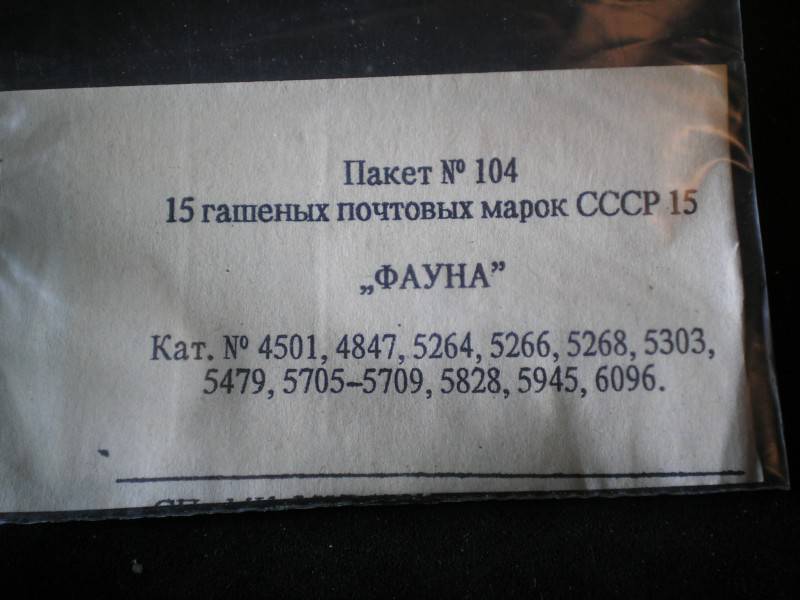 Пакет № 104
15 гашеных почтовых марок СССР 15
„ФАУНА”
Кат. № 4501, 4847, 5264, 5266, 5268, 5303,
5479, 5705–5709, 5828, 5945, 6096.